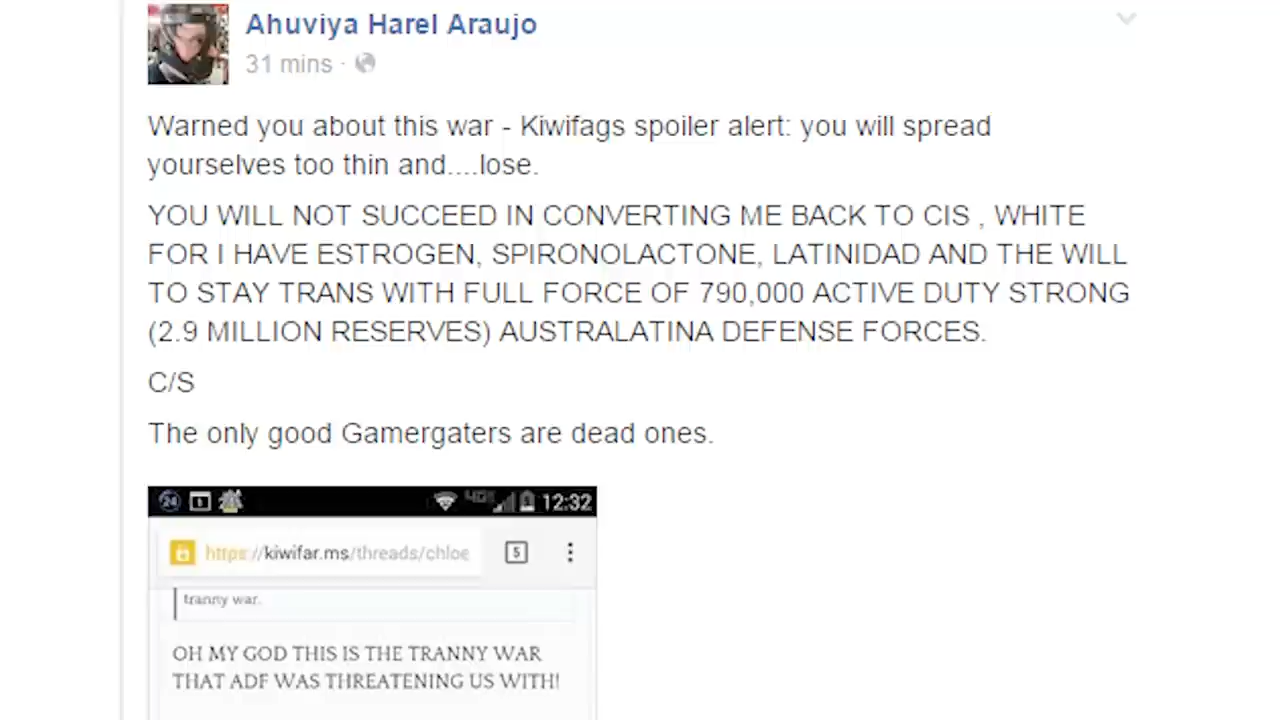 Ahuviya Harel Araujo
31 mins ·
Warned you about this war - Kiwifags spoiler alert: you will spread
yourselves too thin and....lose.
YOU WILL NOT SUCCEED IN CONVERTING ME BACK TO CIS , WHITE
FOR I HAVE ESTROGEN, SPIRONOLACTONE, LATINIDAD AND THE WILL
TO STAY TRANS WITH FULL FORCE OF 790,000 ACTIVE DUTY STRONG
(2.9 MILLION RESERVES) AUSTRALATINA DEFENSE FORCES.
C/S
The only good Gamergaters are dead ones.
24 4G 12:32
https://kiwifar.ms/threads/chloe 5
tranny war.
OH MY GOD THIS IS THE TRANNY WAR
THAT ADF WAS THREATENING US WITH!